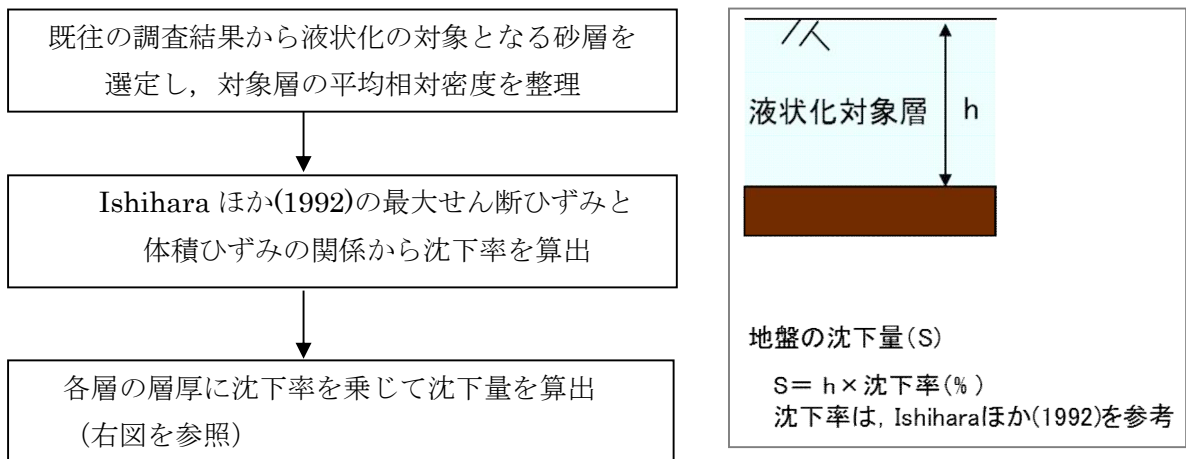 既往の調査結果から液状化の対象となる砂層を
選定し，対象層の平均相対密度を整理
Ishihara ほか(1992)の最大せん断ひずみと
体積ひずみの関係から沈下率を算出
各層の層厚に沈下率を乗じて沈下量を算出
（右図を参照）
液状化対象層
h
地盤の沈下量(S)
S= h×沈下率(%)
沈下率は, Ishiharaほか(1992)を参考